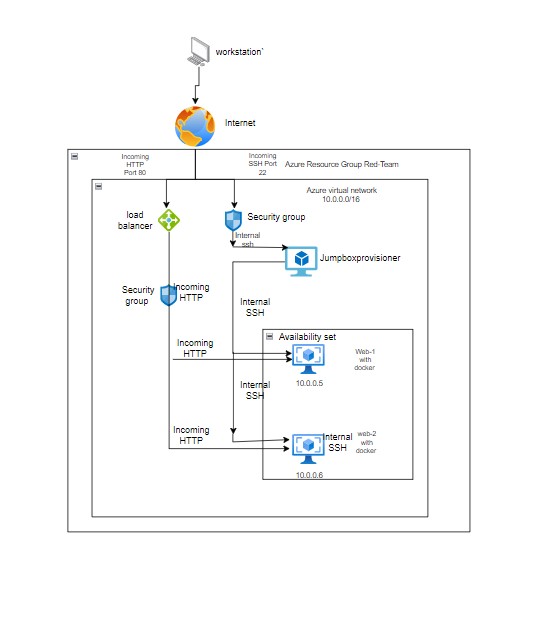 workstation`
Internet
Incoming
HTTP
Port 80
Incoming
SSH Port
22
Azure Resource Group Red-Team
Azure virtual network
10.0.0.0/16
load
balancer
Security group
Internal
ssh
Jumpboxprovisioner
Security
group
Incoming
HTTP
Internal
SSH
Availability set
Incoming
HTTP
Web-1
with
docker
10.0.0.5
Internal
SSH
Incoming
HTTP
Internal
SSH
web-2
with
docker
10.0.0.6